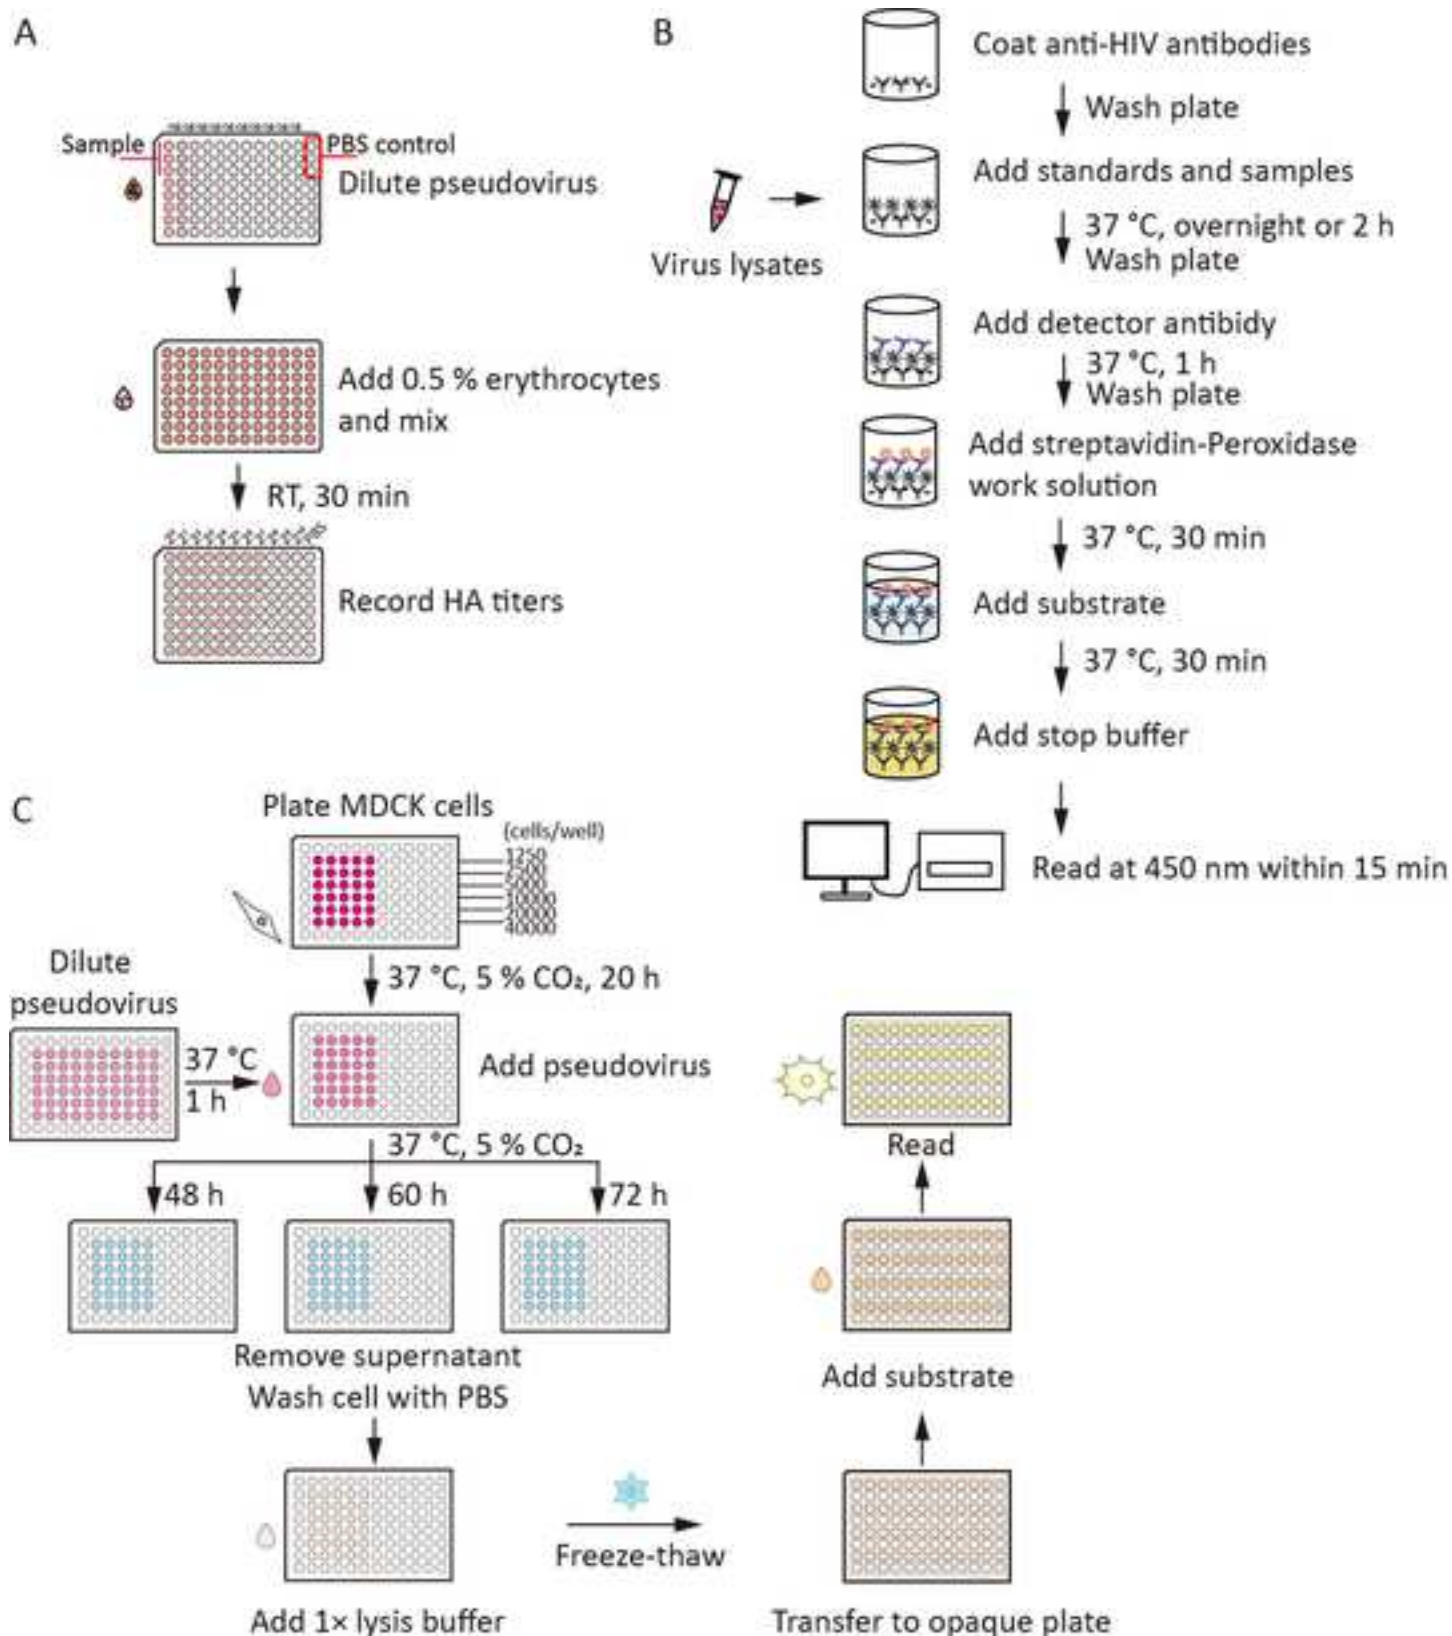 A
Sample
PBS control
Dilute pseudovirus
Add 0.5 % erythrocytes
and mix
RT, 30 min
Record HA titers
B
Coat anti-HIV antibodies
Wash plate
Add standards and samples
Virus lysates
37 °C, overnight or 2 h
Wash plate
Add detector antibidy
37 °C, 1 h
Wash plate
Add streptavidin-Peroxidase
work solution
37 °C, 30 min
Add substrate
37 °C, 30 min
Add stop buffer
Read at 450 nm within 15 min
C
Plate MDCK cells
(cells/well)
1250
2500
5000
10000
20000
40000
37 °C, 5 % CO₂, 20 h
Dilute
pseudovirus
37 °C
1 h
Add pseudovirus
37 °C, 5 % CO₂
48 h
60 h
72 h
Remove supernatant
Wash cell with PBS
Add 1× lysis buffer
Freeze-thaw
Transfer to opaque plate
Add substrate
Read